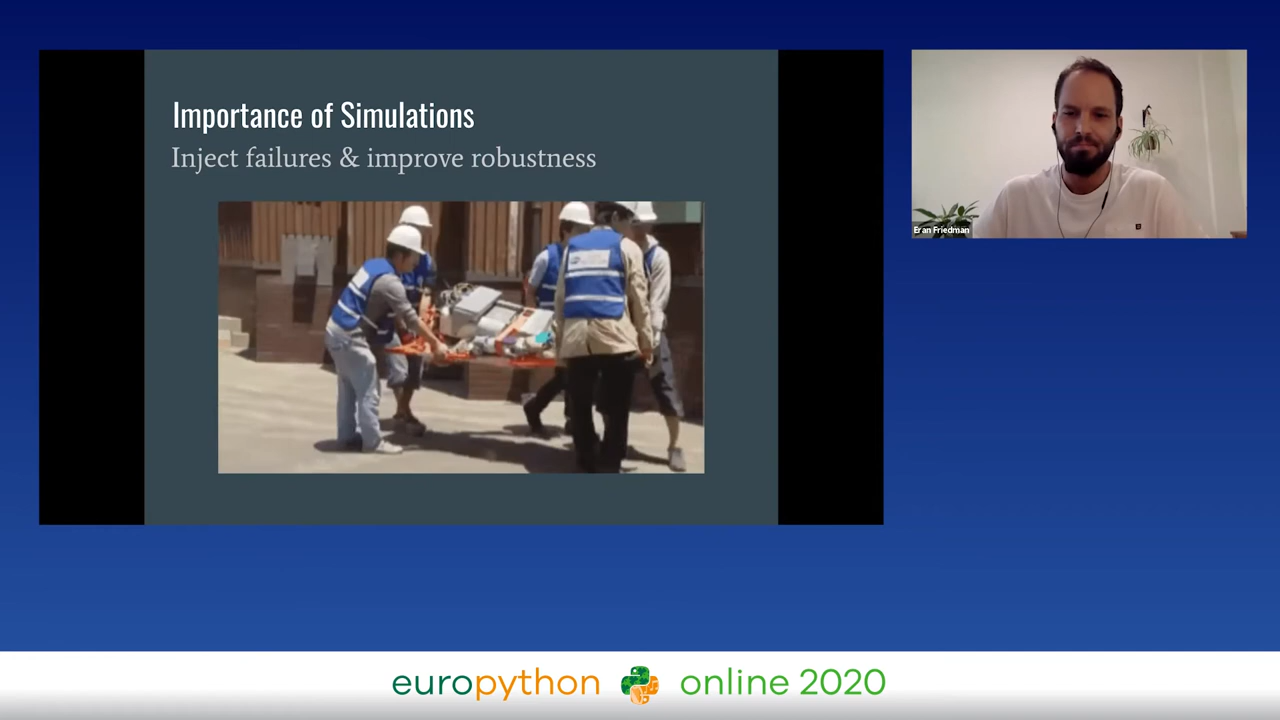 Importance of Simulations
Inject failures & improve robustness
Eran Friedman
europython online 2020